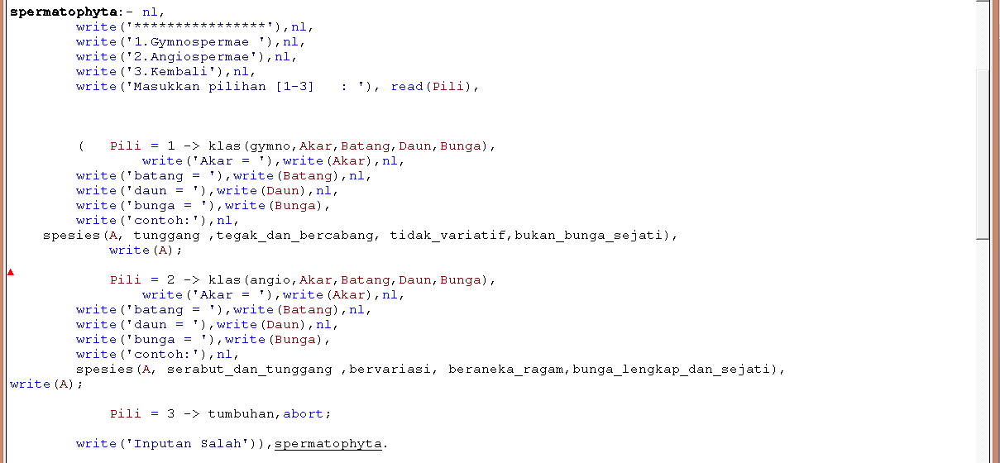 spermatophyta:- nl,
write('****************'),nl,
write('1.Gymnospermae '),nl,
write('2.Angiospermae'),nl,
write('3.Kembali'),nl,
write('Masukkan pilihan [1-3]   : '), read(Pili),
(   Pili = 1 -> klas(gymno,Akar,Batang,Daun,Bunga),
write('Akar = '),write(Akar),nl,
write('batang = '),write(Batang),nl,
write('daun = '),write(Daun),nl,
write('bunga = '),write(Bunga),
write('contoh:'),nl,
spesies(A, tunggang ,tegak_dan_bercabang, tidak_variatif,bukan_bunga_sejati),
write(A);
Pili = 2 -> klas(angio,Akar,Batang,Daun,Bunga),
write('Akar = '),write(Akar),nl,
write('batang = '),write(Batang),nl,
write('daun = '),write(Daun),nl,
write('bunga = '),write(Bunga),
write('contoh:'),nl,
spesies(A, serabut_dan_tunggang ,bervariasi, beraneka_ragam,bunga_lengkap_dan_sejati),
write(A);
Pili = 3 -> tumbuhan,abort;
write('Inputan Salah')),spermatophyta.